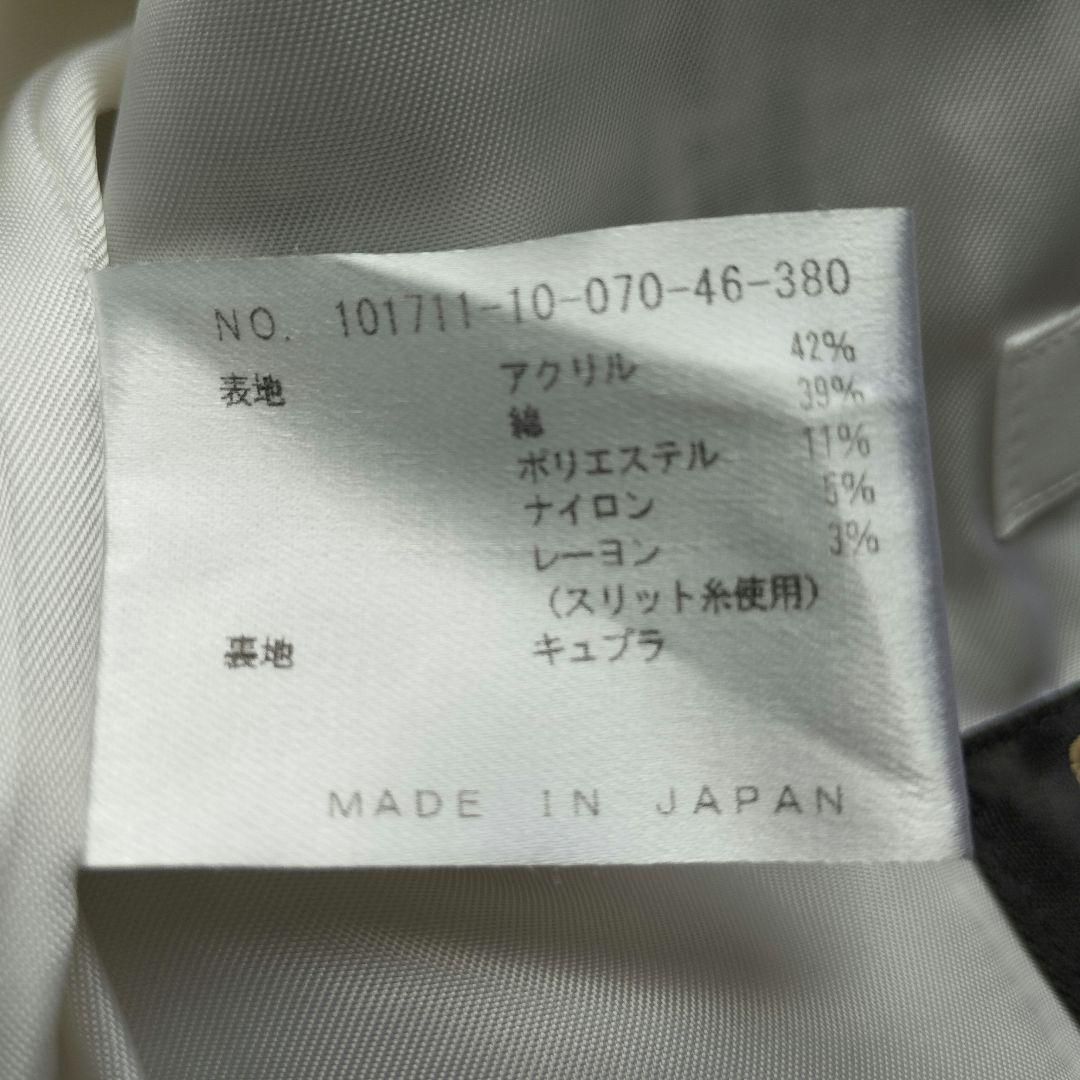 NO. 101711-10-070-46-380
表地 アクリル 42%
綿 39%
ポリエステル 11%
ナイロン 5%
レーヨン 3%
(スリット糸使用)
裏地 キュプラ
MADE IN JAPAN